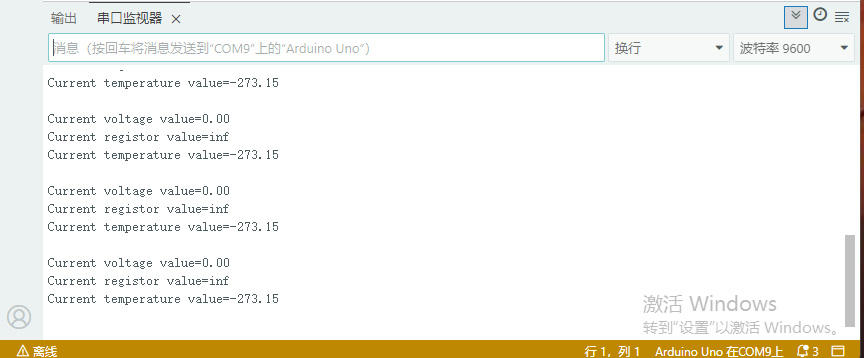 输出 串口监视器
消息（按回车将消息发送到“COM9”上的“Arduino Uno”）
换行
波特率 9600
Current temperature value=-273.15
Current voltage value=0.00
Current registor value=inf
Current temperature value=-273.15
Current voltage value=0.00
Current registor value=inf
Current temperature value=-273.15
Current voltage value=0.00
Current registor value=inf
Current temperature value=-273.15
激活 Windows
转到“设置”以激活 Windows。
离线 行 1，列 1 Arduino Uno 在COM9上 3